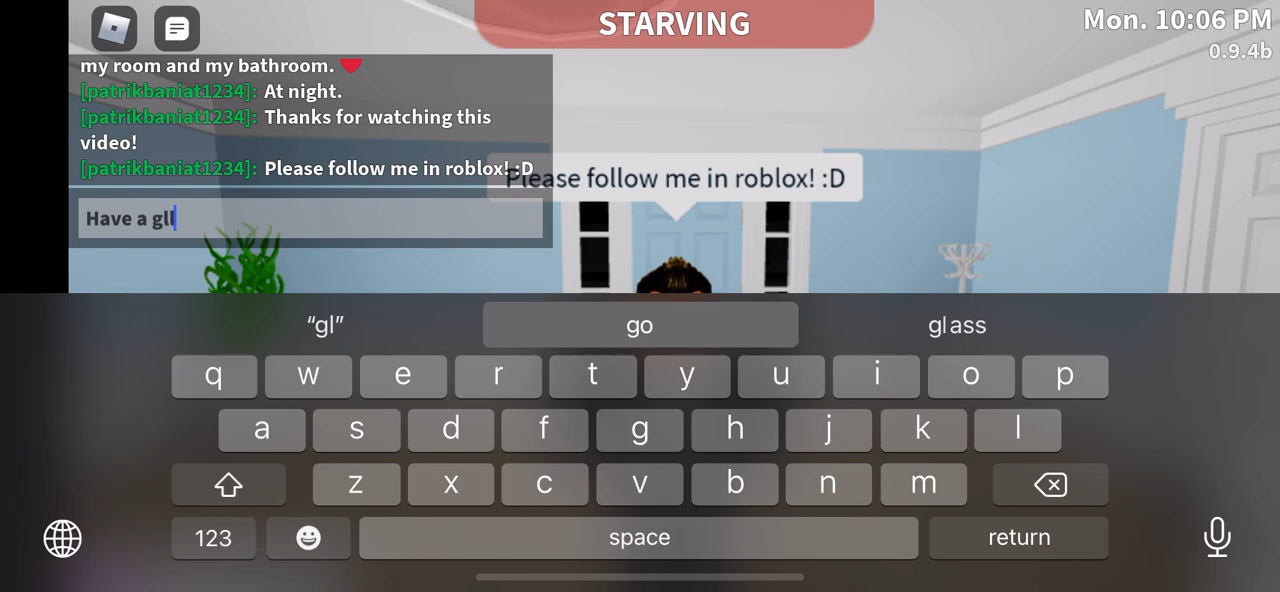 STARVING
Mon. 10:06 PM
0.9.4b
my room and my bathroom. ❤️
[patrikbaniat1234]: At night.
[patrikbaniat1234]: Thanks for watching this
video!
[patrikbaniat1234]: Please follow me in roblox! :D
Please follow me in roblox! :D
Have a gll
“gl” go glass
q w e r t y u i o p
a s d f g h j k l
z x c v b n m
123 space return